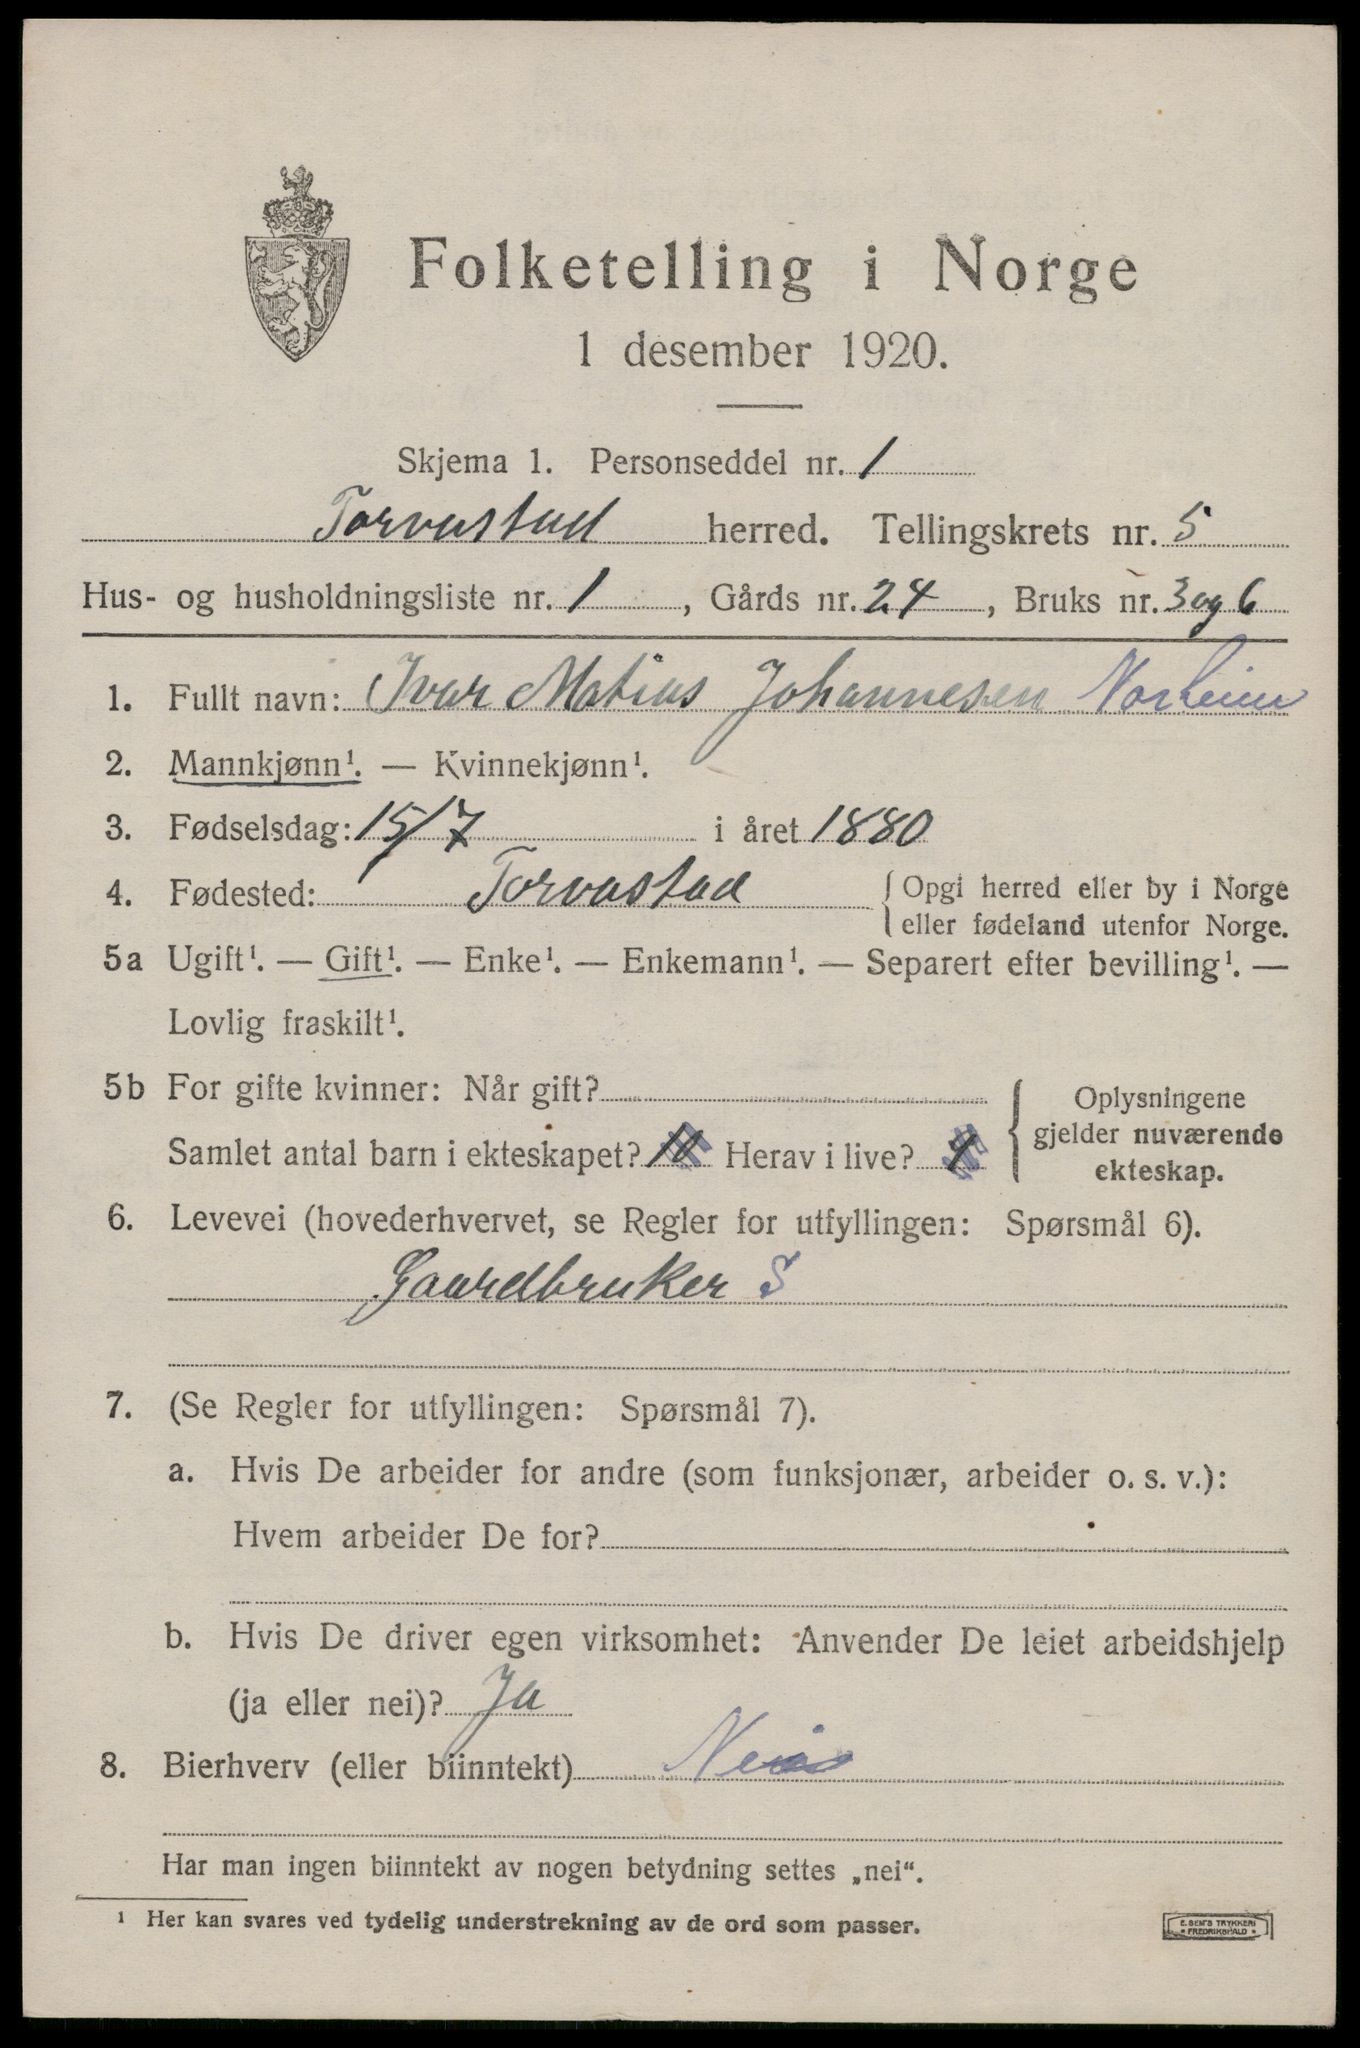 Folketelling i Norge
1 desember 1920.
Skjema 1. Personseddel nr. 1
Torvastad herred. Tellingskrets nr. 5
Hus- og husholdningsliste nr. 1, Gårds nr. 24, Bruks nr. 3 og 6
1. Fullt navn: Ivar Matias Johannesen Norheim
2. Mannkjønn¹. — Kvinnekjønn¹.
3. Fødselsdag: 15/7 i året 1880
4. Fødested: Torvastad { Opgi herred eller by i Norge
eller fødeland utenfor Norge.
5a Ugift¹. — Gift¹. — Enke¹. — Enkemann¹. — Separert efter bevilling¹. —
Lovlig fraskilt¹.
5b For gifte kvinner: Når gift?
Samlet antal barn i ekteskapet? 10 Herav i live?
{ Oplysningene
gjelder nuværende
ekteskap.
6. Levevei (hovederhvervet, se Regler for utfyllingen: Spørsmål 6).
Gaardbruker S
7. (Se Regler for utfyllingen: Spørsmål 7).
a. Hvis De arbeider for andre (som funksjonær, arbeider o. s. v.):
Hvem arbeider De for?
b. Hvis De driver egen virksomhet: Anvender De leiet arbeidshjelp
(ja eller nei)? Ja
8. Bierhverv (eller biinntekt) Nei
Har man ingen biinntekt av nogen betydning settes „nei“.
¹ Her kan svares ved tydelig understrekning av de ord som passer.
E. SEM'S TRYKKERI
FREDRIKSHALD